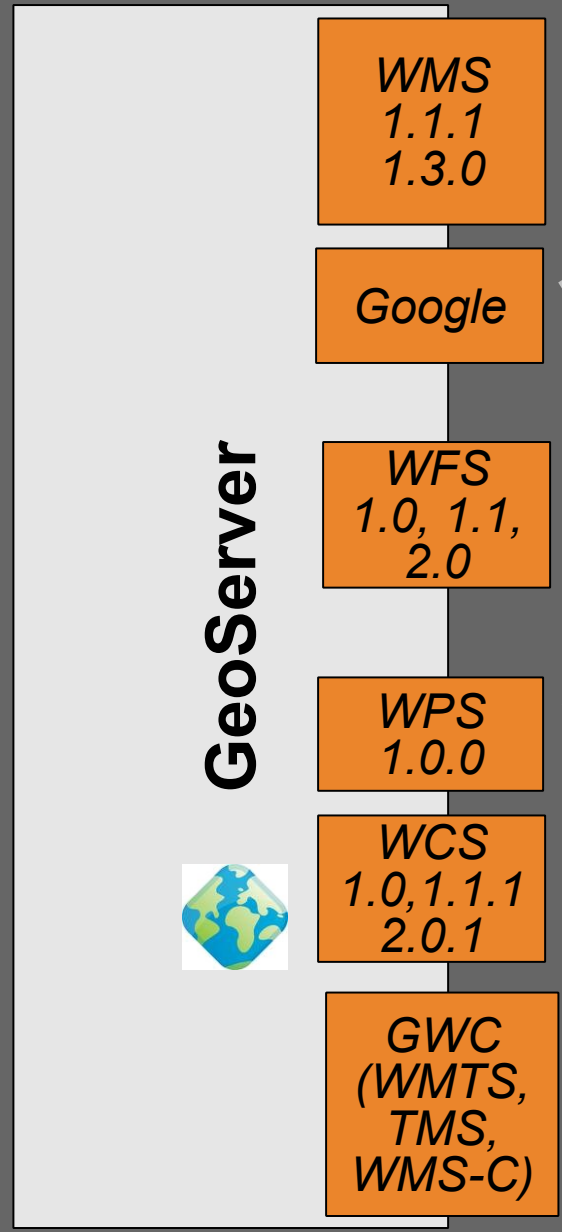 WMS
1.1.1
1.3.0
Google
WFS
1.0, 1.1,
2.0
GeoServer
WPS
1.0.0
WCS
1.0,1.1.1
2.0.1
GWC
(WMTS,
TMS,
WMS-C)